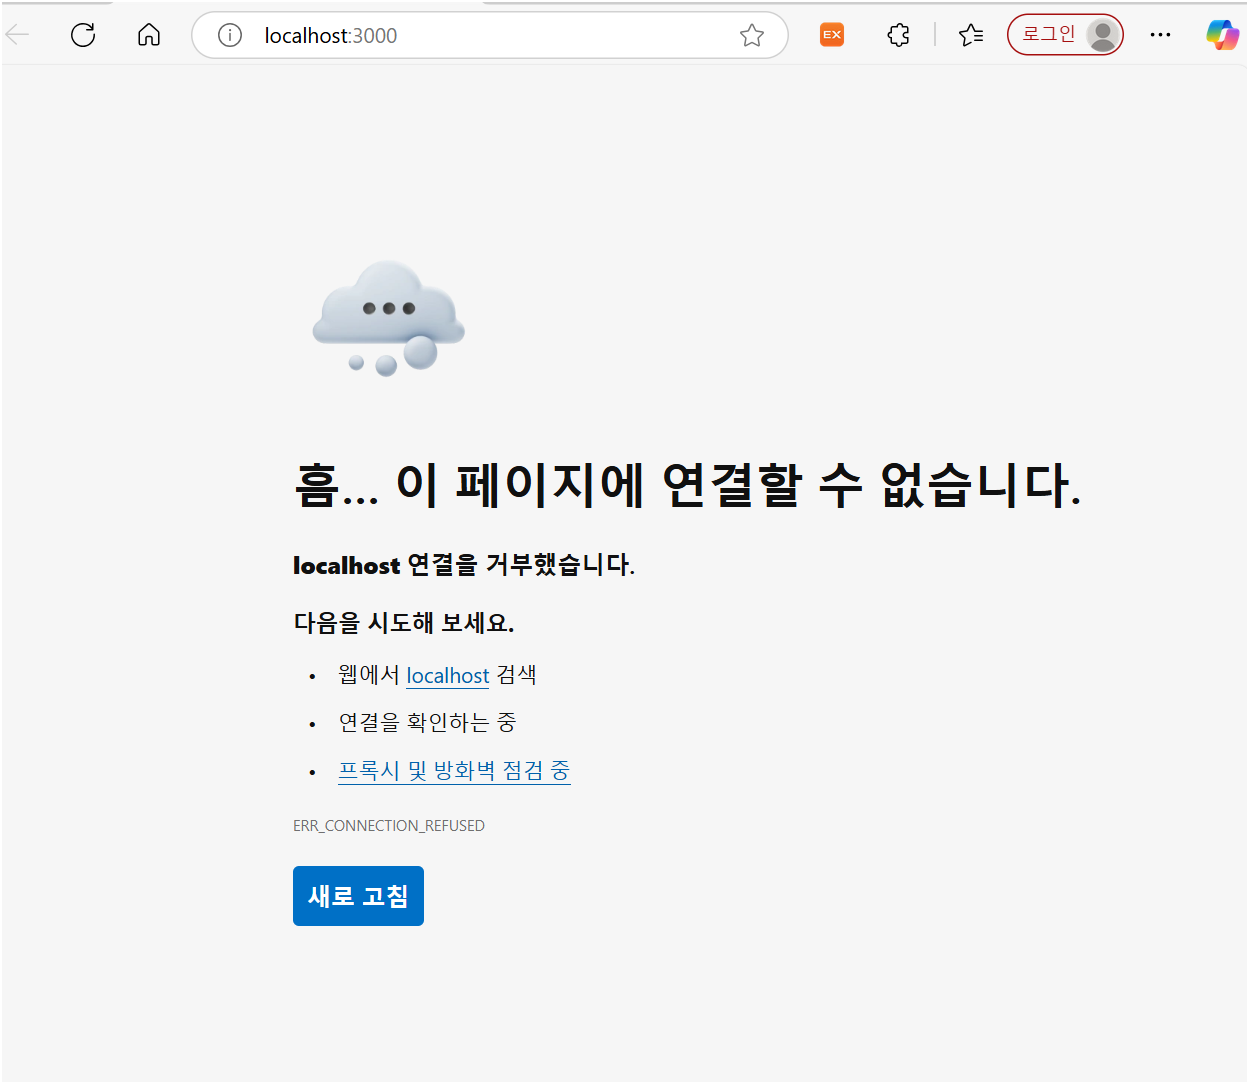 localhost:3000
EX
로그인
흠... 이 페이지에 연결할 수 없습니다.
localhost 연결을 거부했습니다.
다음을 시도해 보세요.
• 웹에서 localhost 검색
• 연결을 확인하는 중
• 프록시 및 방화벽 점검 중
ERR_CONNECTION_REFUSED
새로 고침